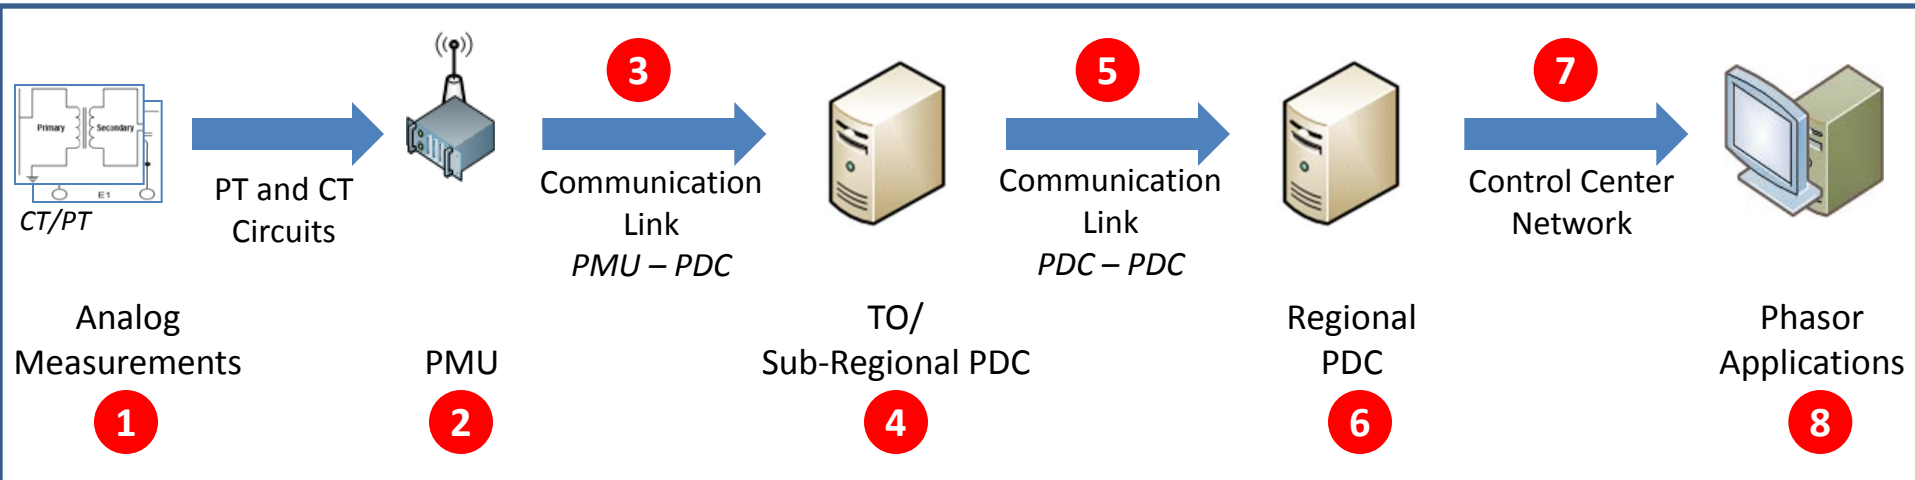 3
5
7
Primary
Secondary
E1
CT/PT
PT and CT
Circuits
Communication
Link
PMU – PDC
Communication
Link
PDC – PDC
Control Center
Network
Analog
Measurements
PMU
TO/
Sub-Regional PDC
Regional
PDC
Phasor
Applications
1
2
4
6
8